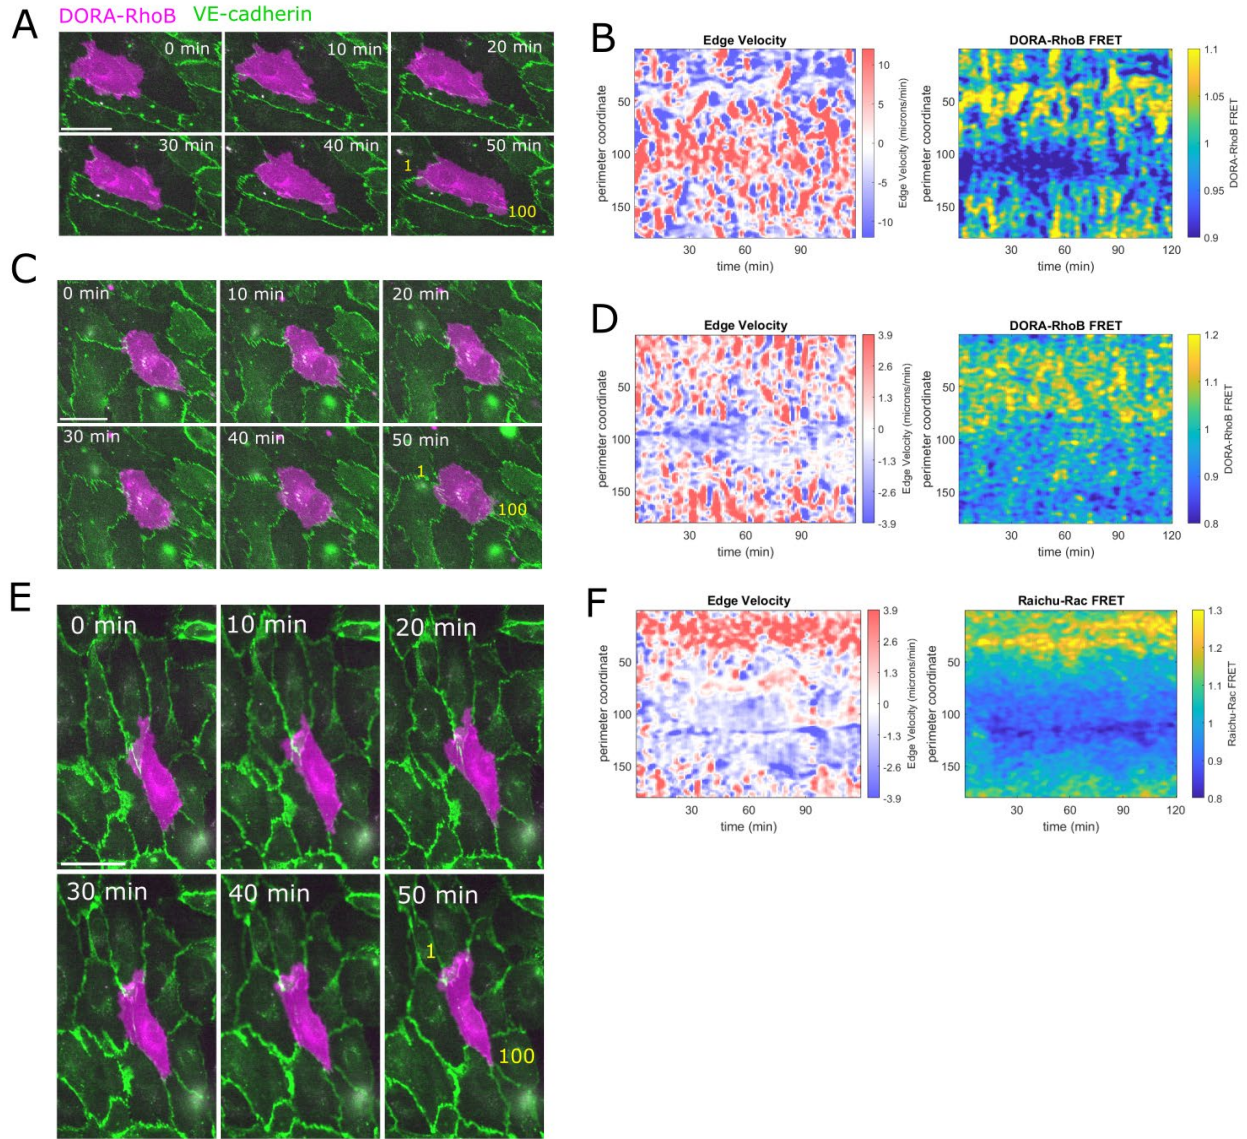 A
DORA-RhoB VE-cadherin
0 min
10 min
20 min
30 min
40 min
50 min
1
100
B
Edge Velocity
perimeter coordinate
50
100
150
30
60
90
time (min)
10
5
0
-5
-10
Edge Velocity (microns/min)
DORA-RhoB FRET
perimeter coordinate
50
100
150
30
60
90
120
time (min)
1.1
1.05
1
0.95
0.9
DORA-RhoB FRET
C
0 min
10 min
20 min
30 min
40 min
50 min
1
100
D
Edge Velocity
perimeter coordinate
50
100
150
30
60
90
time (min)
3.9
2.6
1.3
0
-1.3
-2.6
-3.9
Edge Velocity (microns/min)
DORA-RhoB FRET
perimeter coordinate
50
100
150
30
60
90
120
time (min)
1.2
1.1
1
0.9
0.8
DORA-RhoB FRET
E
0 min
10 min
20 min
30 min
40 min
50 min
1
100
F
Edge Velocity
perimeter coordinate
50
100
150
30
60
90
time (min)
3.9
2.6
1.3
0
-1.3
-2.6
-3.9
Edge Velocity (microns/min)
Raichu-Rac FRET
perimeter coordinate
50
100
150
30
60
90
120
time (min)
1.3
1.2
1.1
1
0.9
0.8
Raichu-Rac FRET